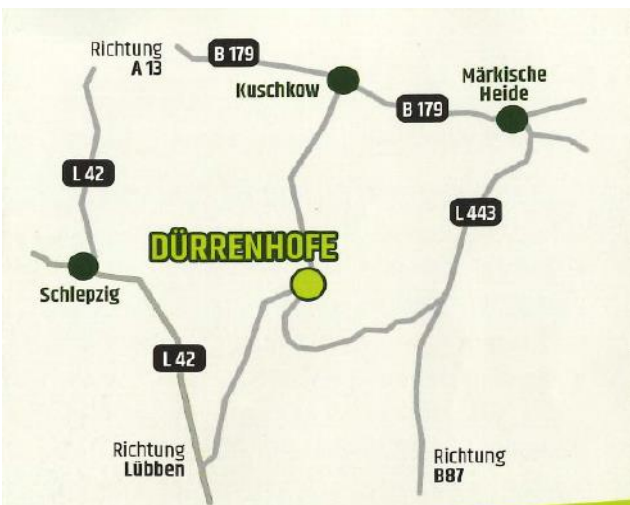 Richtung
A 13
B 179
Kuschkow
Märkische
Heide
B 179
L 42
L 443
DÜRRENHOFE
Schlepzig
L 42
Richtung
Lübben
Richtung
B87